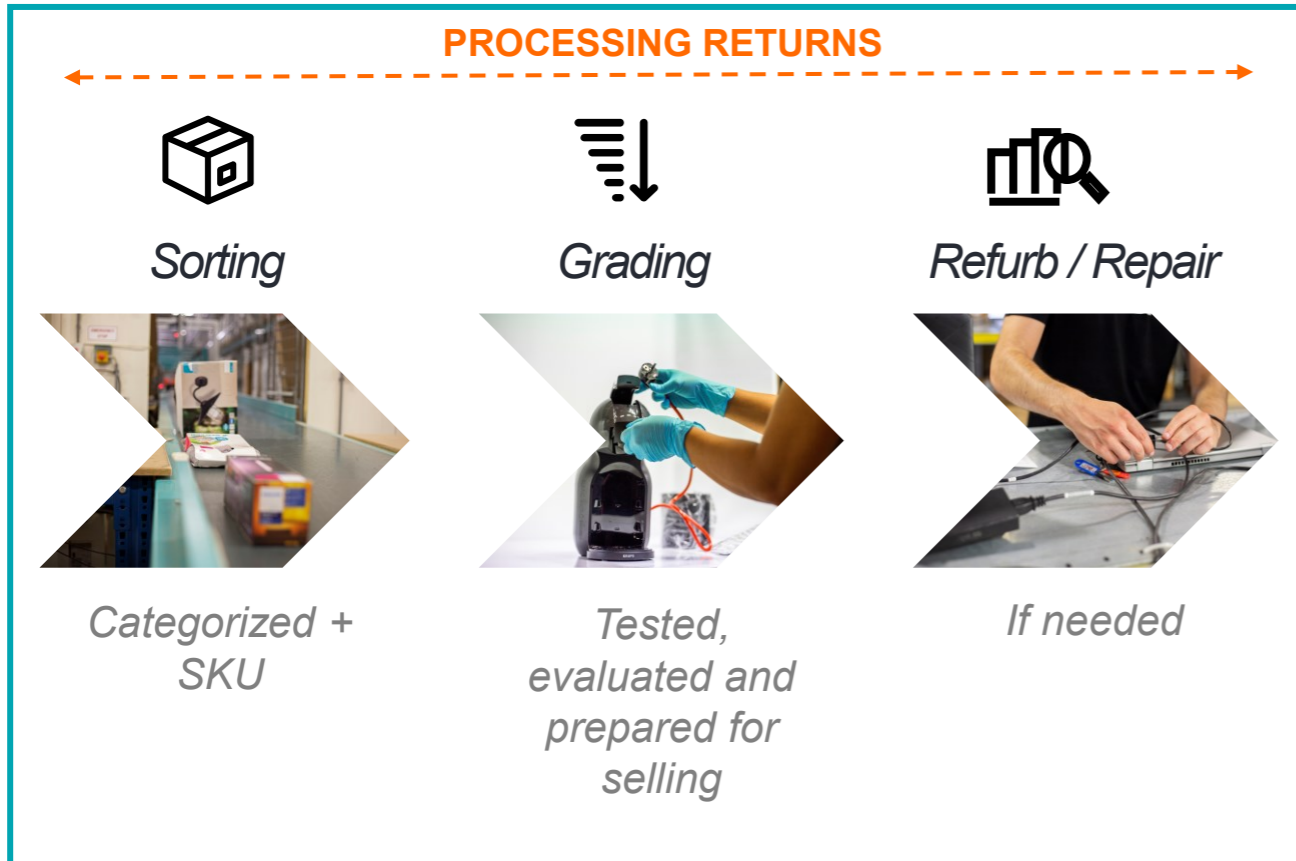 PROCESSING RETURNS
Sorting
Grading
Refurb / Repair
Categorized +
SKU
Tested,
evaluated and
prepared for
selling
If needed